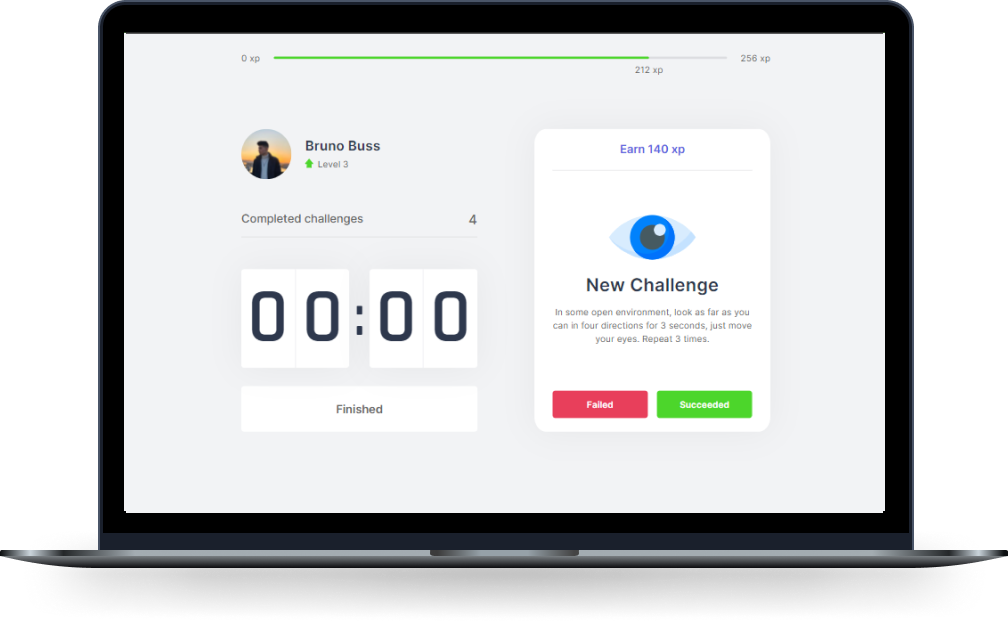 0 xp
256 xp
212 xp
Bruno Buss
Level 3
Completed challenges 4
00:00
Finished
Earn 140 xp
New Challenge
In some open environment, look as far as you
can in four directions for 3 seconds, just move
your eyes. Repeat 3 times.
Failed
Succeeded